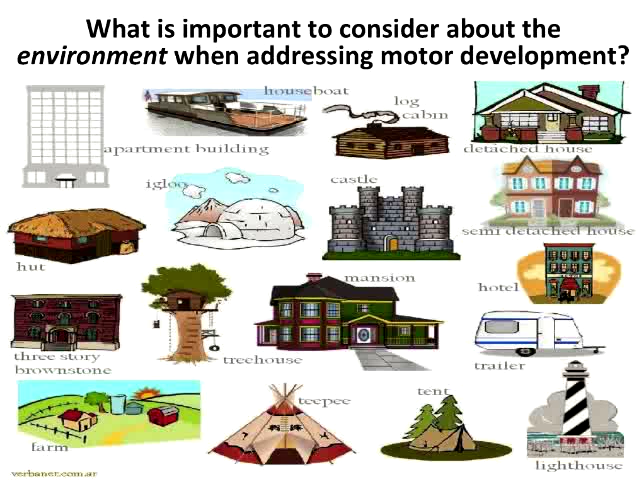 What is important to consider about the
environment when addressing motor development?
houseboat
log
cabin
apartment building
detached house
igloo
castle
semi detached house
hut
mansion
hotel
three story
brownstone
treehouse
trailer
teepee
tent
farm
lighthouse
verbanet.com.ar